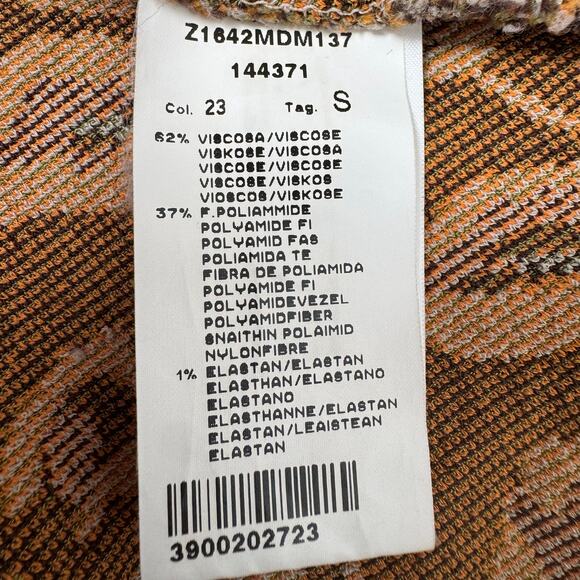 Z1642MDM137
144371
Col. 23 Tag. S
62% VISCOSA/VISCOSE
VISKOSE/VISCOSA
VISCOSE/VISCOSE
VISCOSE/VISKOS
VIOSCOS/VISKOSE
37% F.POLIAMMIDE
POLYAMIDE FI
POLYAMID FAS
POLIAMIDA TE
FIBRA DE POLIAMIDA
POLYAMIDE FI
POLYAMIDEVEZEL
POLYAMIDFIBER
SNAITHIN POLAIMID
NYLONFIBRE
1% ELASTAN/ELASTAN
ELASTHAN/ELASTANO
ELASTANO
ELASTHANNE/ELASTAN
ELASTAN/LEAISTEAN
ELASTAN
3900202723